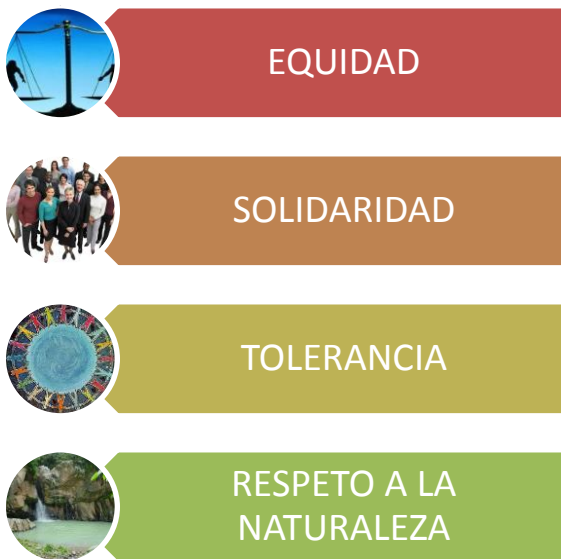 EQUIDAD
SOLIDARIDAD
TOLERANCIA
RESPETO A LA
NATURALEZA